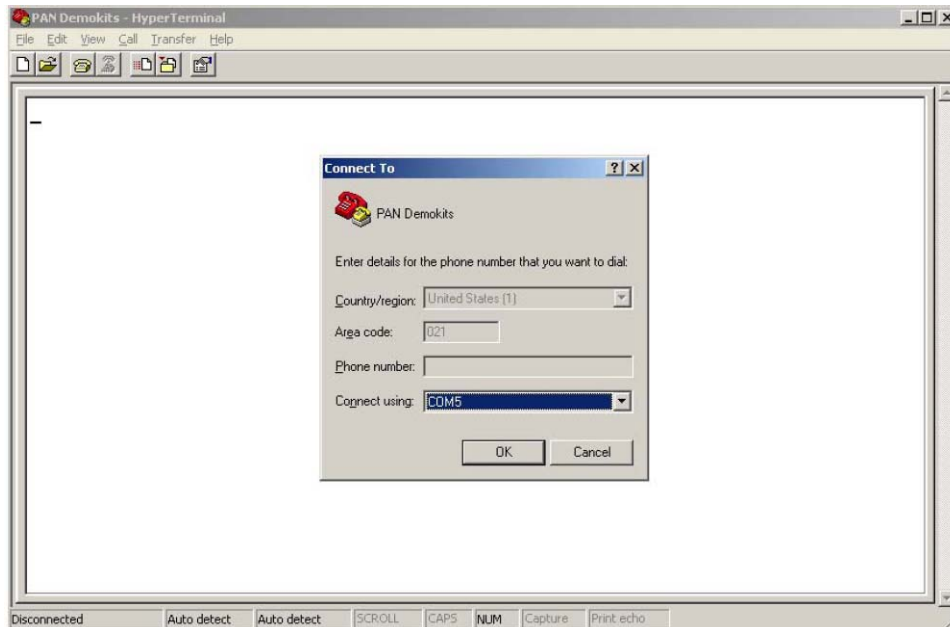 PAN Demokits - HyperTerminal
File Edit View Call Transfer Help
Connect To
PAN Demokits
Enter details for the phone number that you want to dial:
Country/region: United States (1)
Area code: 021
Phone number:
Connect using: COM5
OK Cancel
Disconnected Auto detect Auto detect SCROLL CAPS NUM Capture Print echo